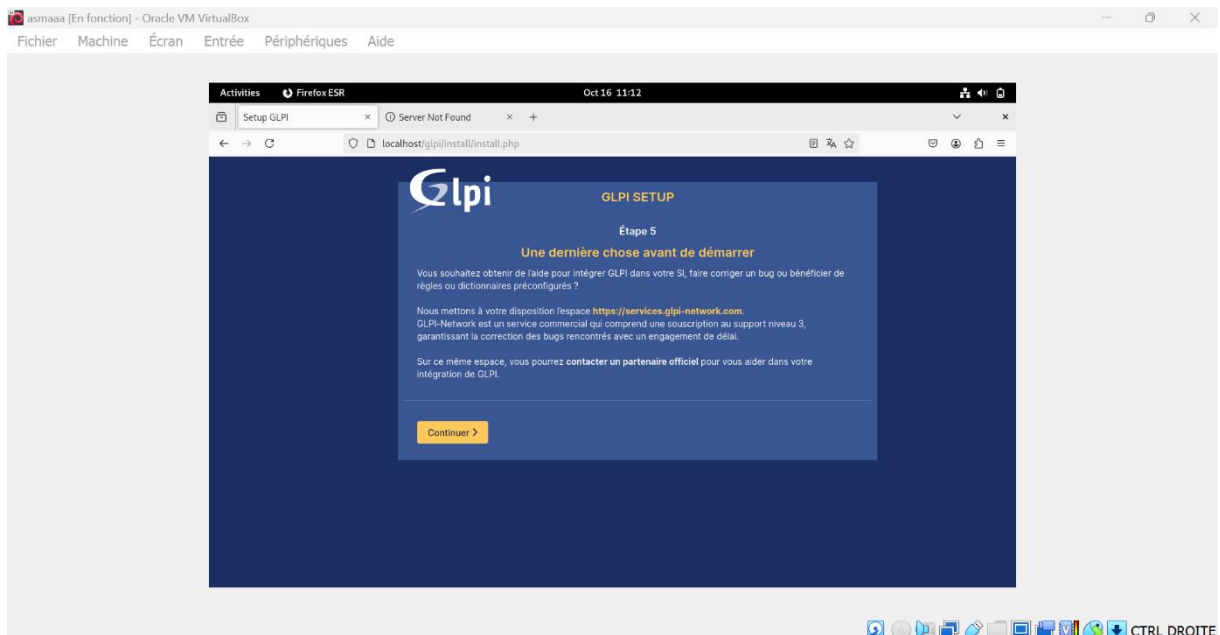 asmaaa [En fonction] - Oracle VM VirtualBox
Fichier Machine Écran Entrée Périphériques Aide
Activities Firefox ESR Oct 16 11:12
Setup GLPI Server Not Found
localhost/glpi/install/install.php
Glpi
GLPI SETUP
Étape 5
Une dernière chose avant de démarrer
Vous souhaitez obtenir de l'aide pour intégrer GLPI dans votre SI, faire corriger un bug ou bénéficier de
règles ou dictionnaires préconfigurés ?
Nous mettons à votre disposition l'espace https://services.glpi-network.com.
GLPI-Network est un service commercial qui comprend une souscription au support niveau 3,
garantissant la correction des bugs rencontrés avec un engagement de délai.
Sur ce même espace, vous pourrez contacter un partenaire officiel pour vous aider dans votre
intégration de GLPI.
Continuer >
CTRL DROITE